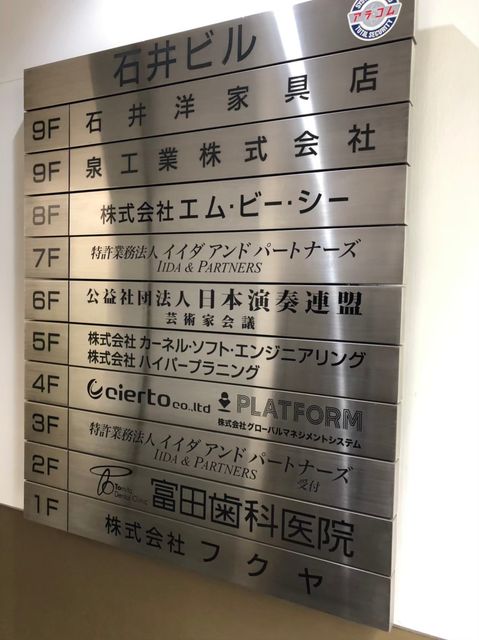 石井ビル
アラコム
TOTAL SECURITY
9F 石井洋家具店
9F 泉工業株式会社
8F 株式会社エム・ビー・シー
7F 特許業務法人 イイダ アンド パートナーズ
IIDA & PARTNERS
6F 公益社団法人日本演奏連盟
芸術家会議
5F 株式会社 カーネル・ソフト・エンジニアリング
株式会社 ハイパープラニング
4F cierto co.,ltd PLATFORM
株式会社グローバルマネジメントシステム
3F 特許業務法人 イイダ アンド パートナーズ
IIDA & PARTNERS 受付
2F Tomita Dental Clinic 富田歯科医院
1F 株式会社 フクヤ